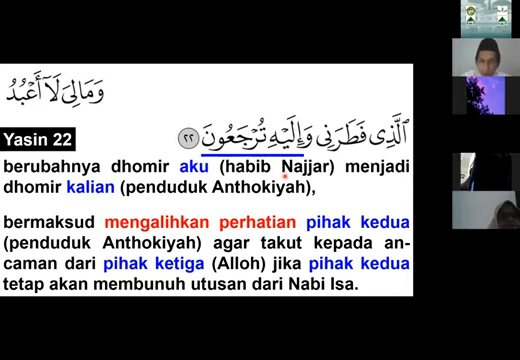 وَمَالِيَ لَآ أَعْبُدُ
الَّذِى فَطَرَنِى وَإِلَيْهِ تُرْجَعُونَ ٢٢
Yasin 22
berubahnya dhomir aku (habib Najjar) menjadi
dhomir kalian (penduduk Anthokiyah),
bermaksud mengalihkan perhatian pihak kedua
(penduduk Anthokiyah) agar takut kepada an-
caman dari pihak ketiga (Alloh) jika pihak kedua
tetap akan membunuh utusan dari Nabi Isa.